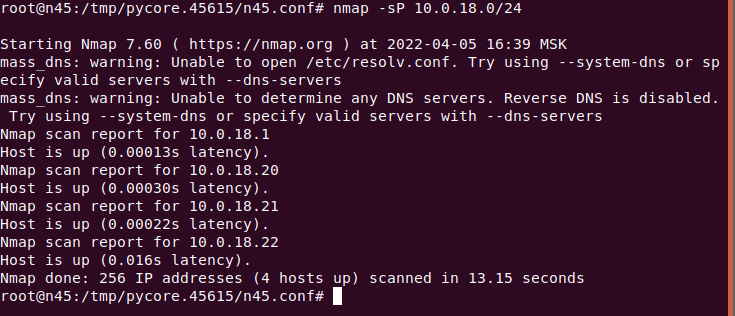 root@n45:/tmp/pycore.45615/n45.conf# nmap -sP 10.0.18.0/24
Starting Nmap 7.60 ( https://nmap.org ) at 2022-04-05 16:39 MSK
mass_dns: warning: Unable to open /etc/resolv.conf. Try using --system-dns or sp
ecify valid servers with --dns-servers
mass_dns: warning: Unable to determine any DNS servers. Reverse DNS is disabled.
 Try using --system-dns or specify valid servers with --dns-servers
Nmap scan report for 10.0.18.1
Host is up (0.00013s latency).
Nmap scan report for 10.0.18.20
Host is up (0.00030s latency).
Nmap scan report for 10.0.18.21
Host is up (0.00022s latency).
Nmap scan report for 10.0.18.22
Host is up (0.016s latency).
Nmap done: 256 IP addresses (4 hosts up) scanned in 13.15 seconds
root@n45:/tmp/pycore.45615/n45.conf#